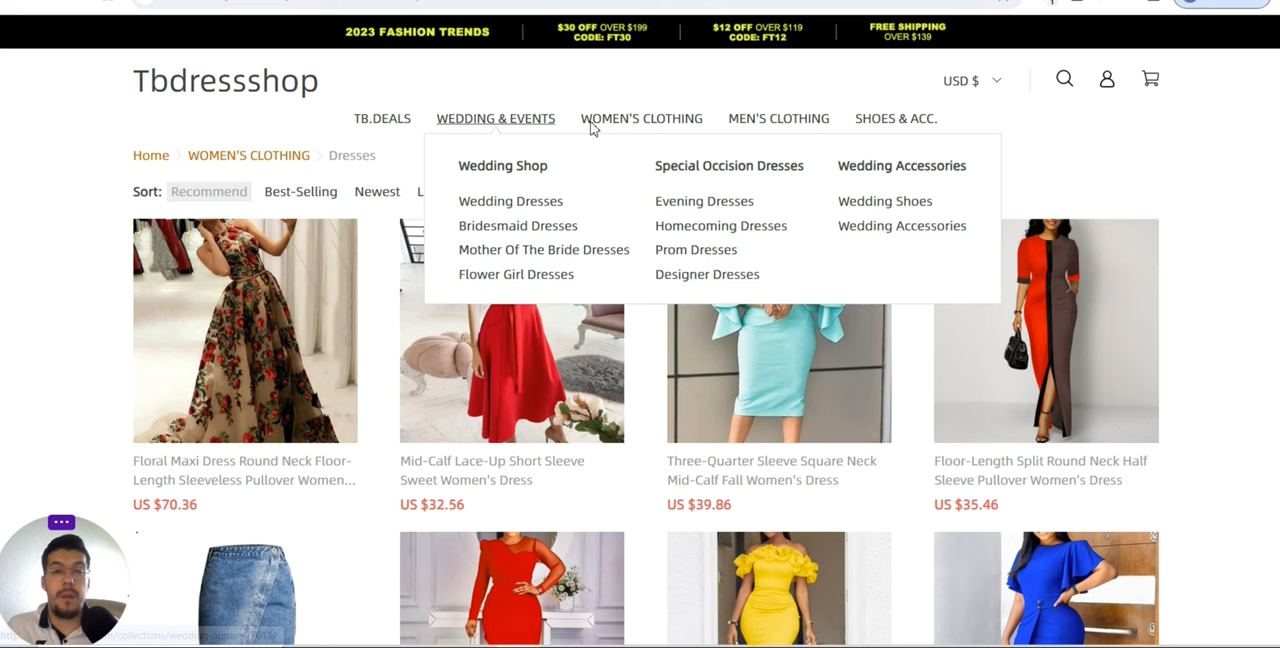 2023 FASHION TRENDS
$30 OFF OVER $199
CODE: FT30
$12 OFF OVER $119
CODE: FT12
FREE SHIPPING
OVER $139
Tbdressshop
USD $
TB.DEALS
WEDDING & EVENTS
WOMEN'S CLOTHING
MEN'S CLOTHING
SHOES & ACC.
Home
WOMEN'S CLOTHING
Dresses
Sort:
Recommend
Best-Selling
Newest
Wedding Shop
Wedding Dresses
Bridesmaid Dresses
Mother Of The Bride Dresses
Flower Girl Dresses
Special Occision Dresses
Evening Dresses
Homecoming Dresses
Prom Dresses
Designer Dresses
Wedding Accessories
Wedding Shoes
Wedding Accessories
Floral Maxi Dress Round Neck Floor-
Length Sleeveless Pullover Women...
US $70.36
Mid-Calf Lace-Up Short Sleeve
Sweet Women's Dress
US $32.56
Three-Quarter Sleeve Square Neck
Mid-Calf Fall Women's Dress
US $39.86
Floor-Length Split Round Neck Half
Sleeve Pullover Women's Dress
US $35.46